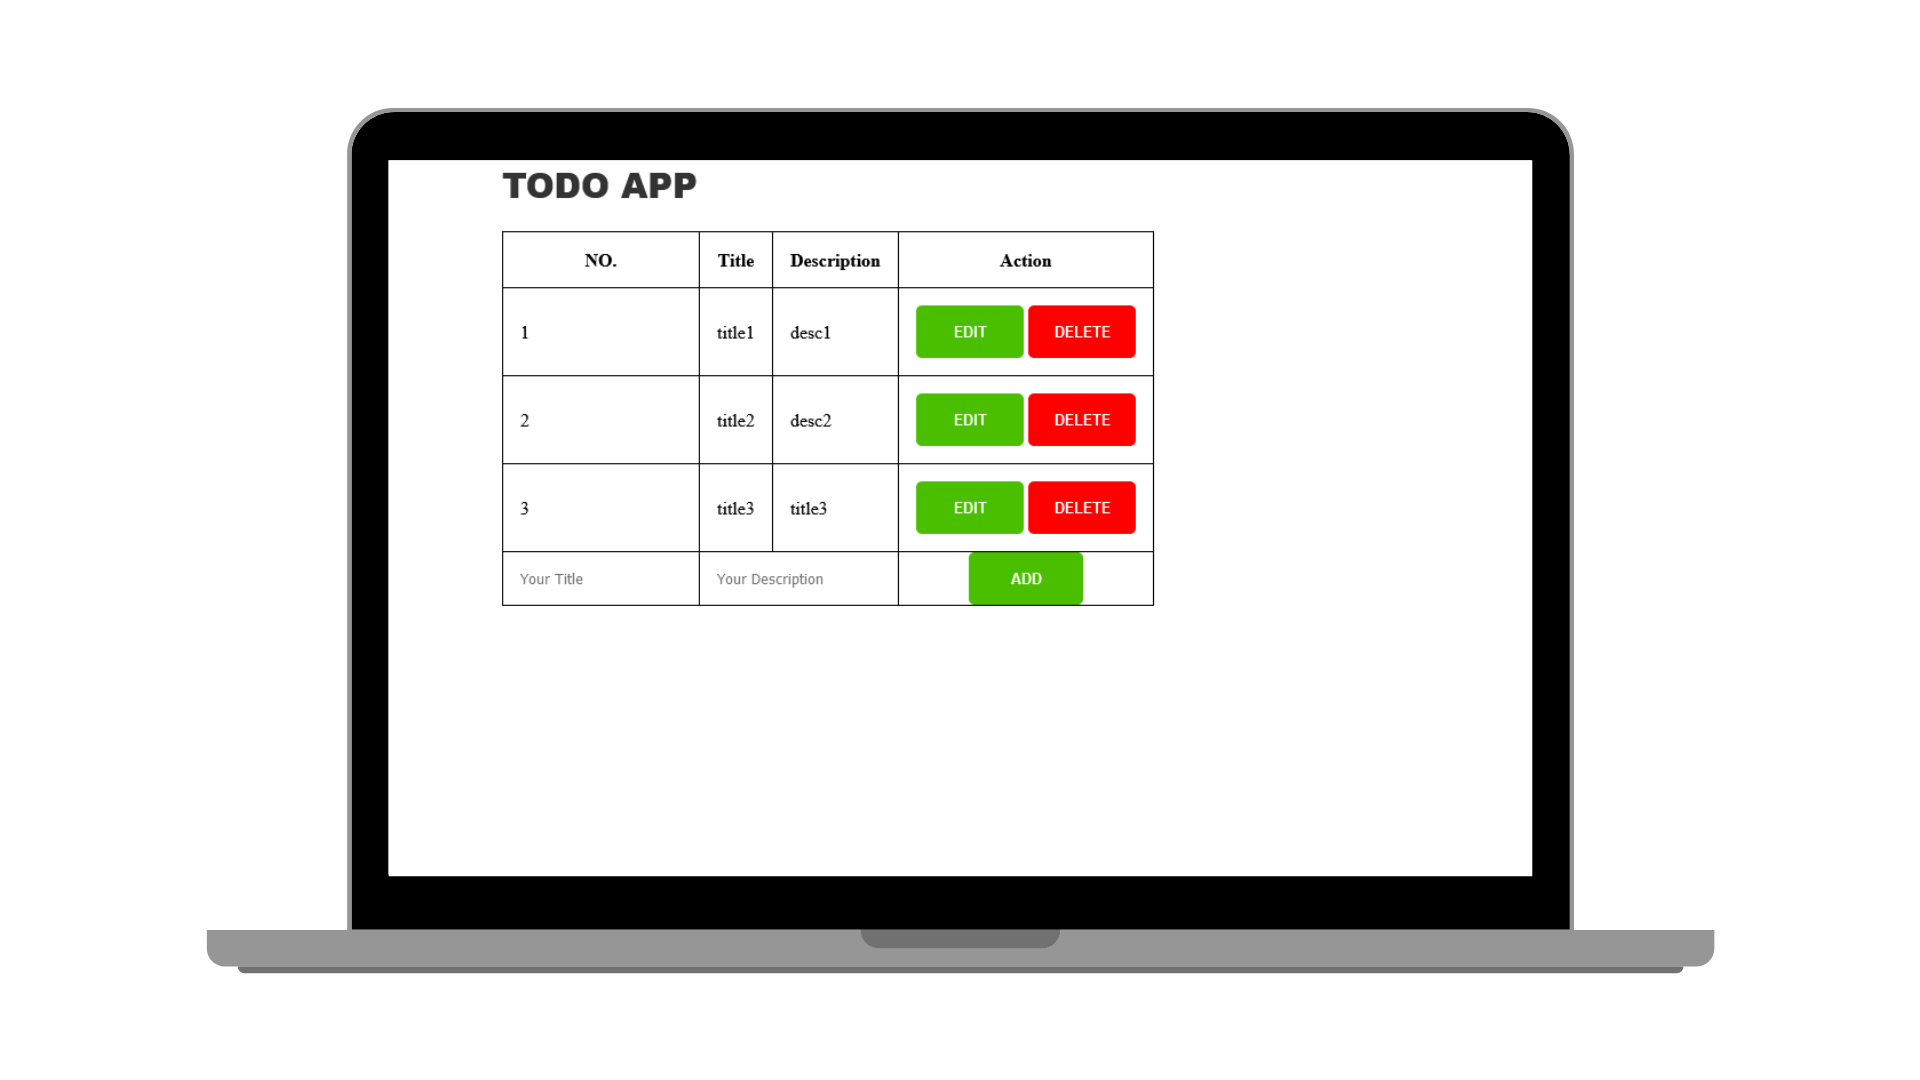 TODO APP
NO. Title Description Action
1 title1 desc1 EDIT DELETE
2 title2 desc2 EDIT DELETE
3 title3 title3 EDIT DELETE
Your Title Your Description ADD